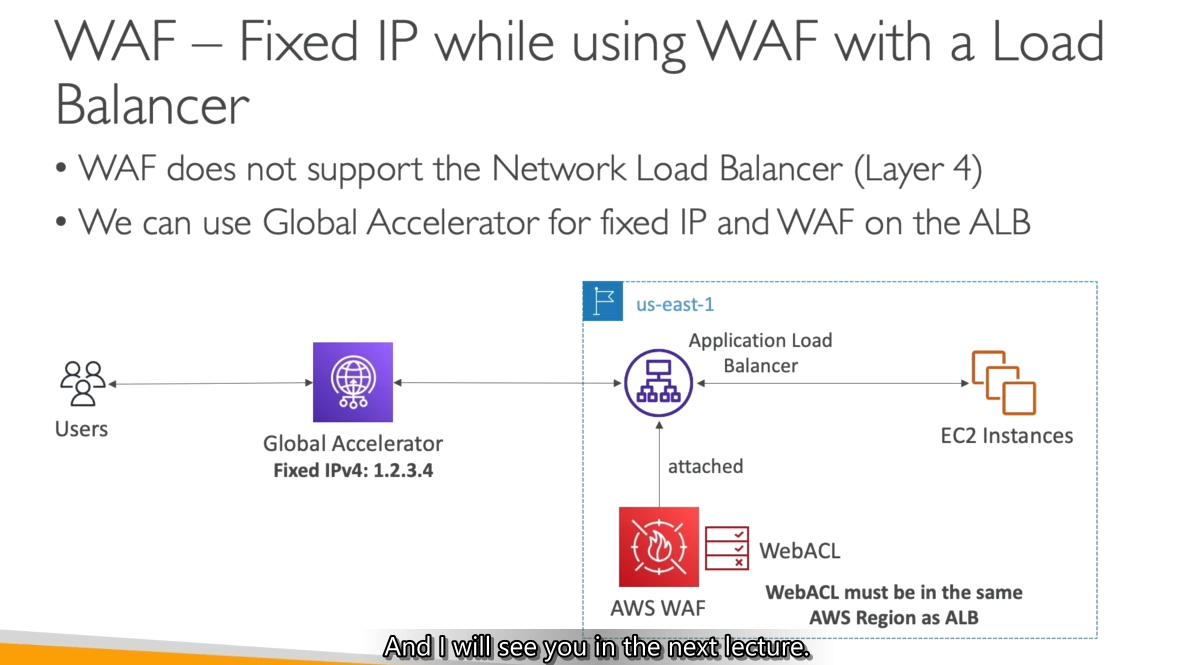 WAF – Fixed IP while using WAF with a Load
Balancer
• WAF does not support the Network Load Balancer (Layer 4)
• We can use Global Accelerator for fixed IP and WAF on the ALB
us-east-1
Application Load
Balancer
Users
Global Accelerator
Fixed IPv4: 1.2.3.4
EC2 Instances
attached
WebACL
AWS WAF
WebACL must be in the same
AWS Region as ALB
And I will see you in the next lecture.